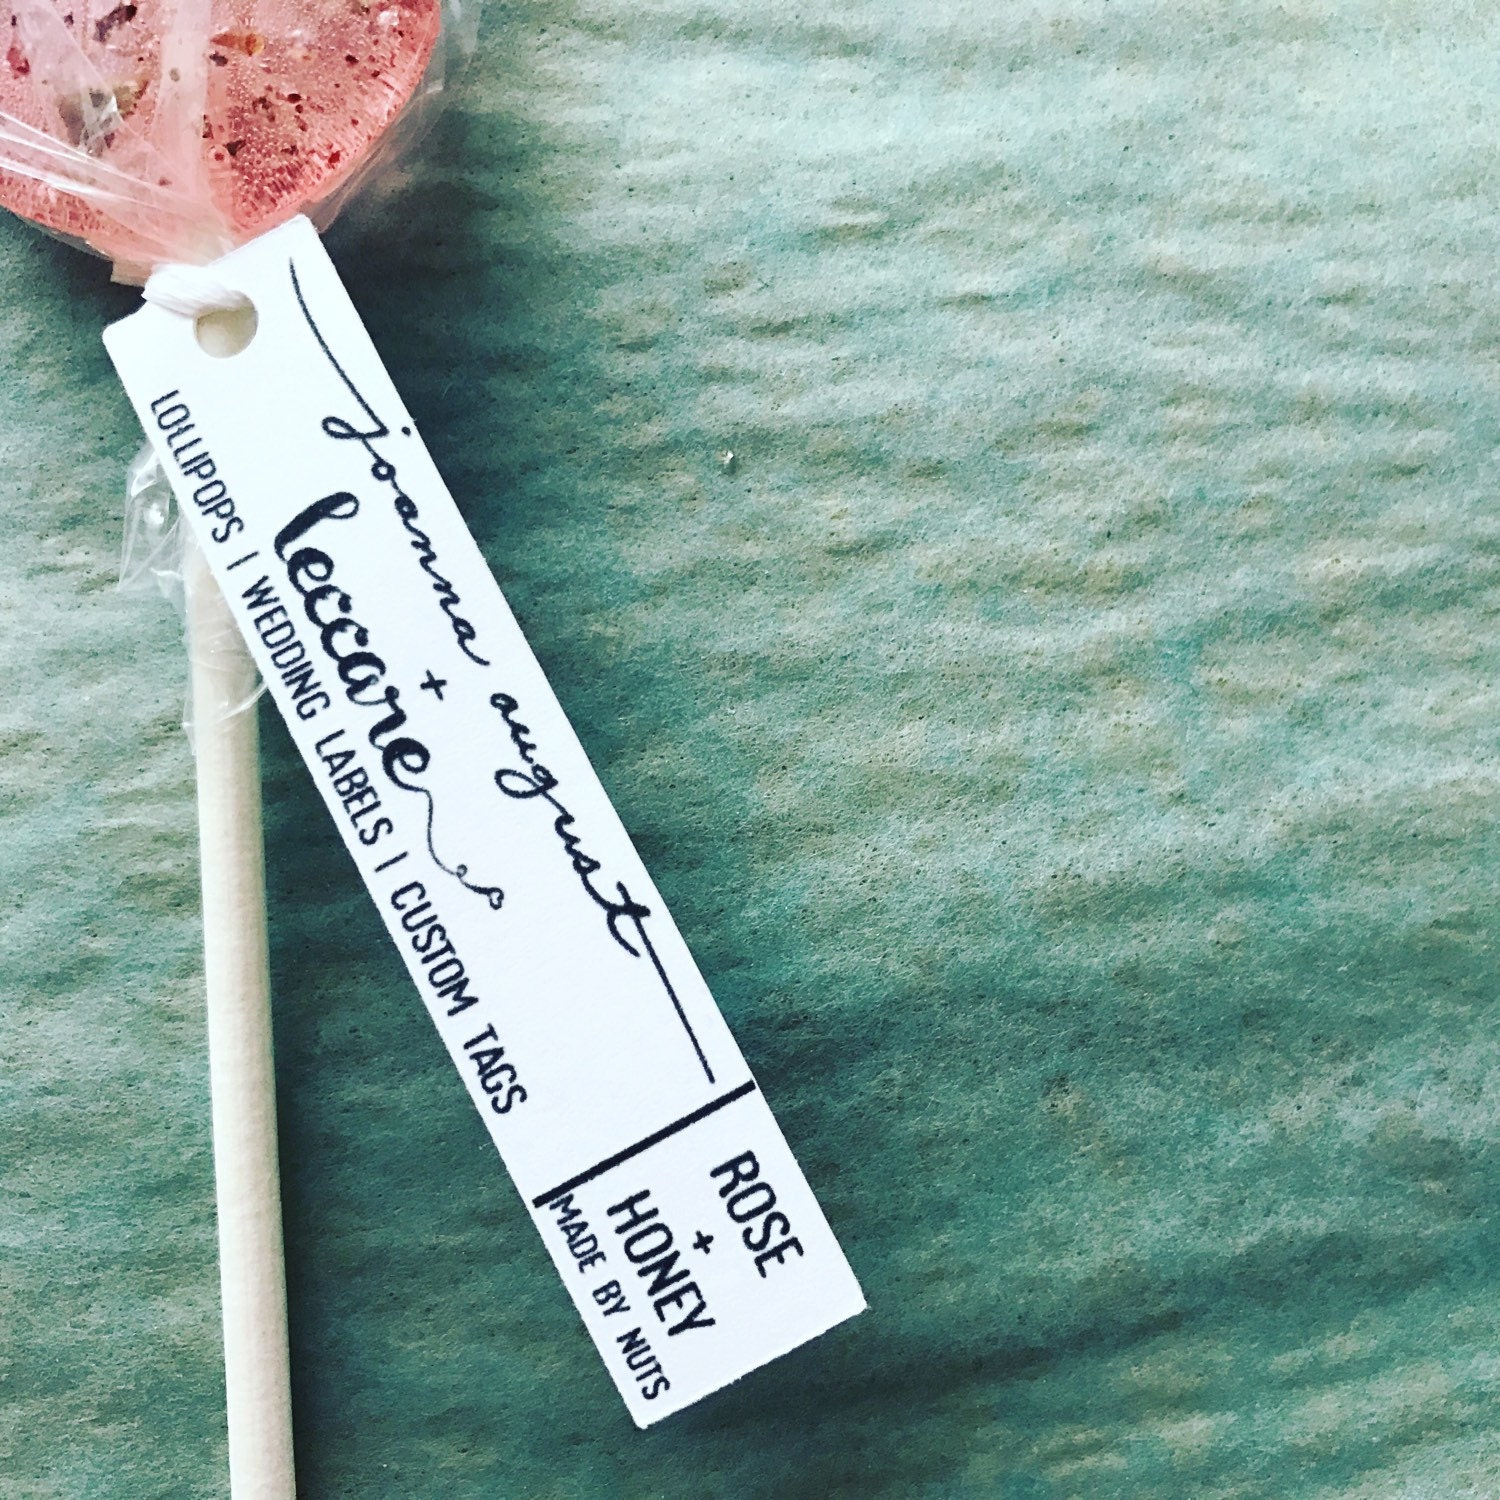 joanna august
+
leccare
LOLLIPOPS | WEDDING LABELS | CUSTOM TAGS
ROSE
+
HONEY
MADE BY NUTS